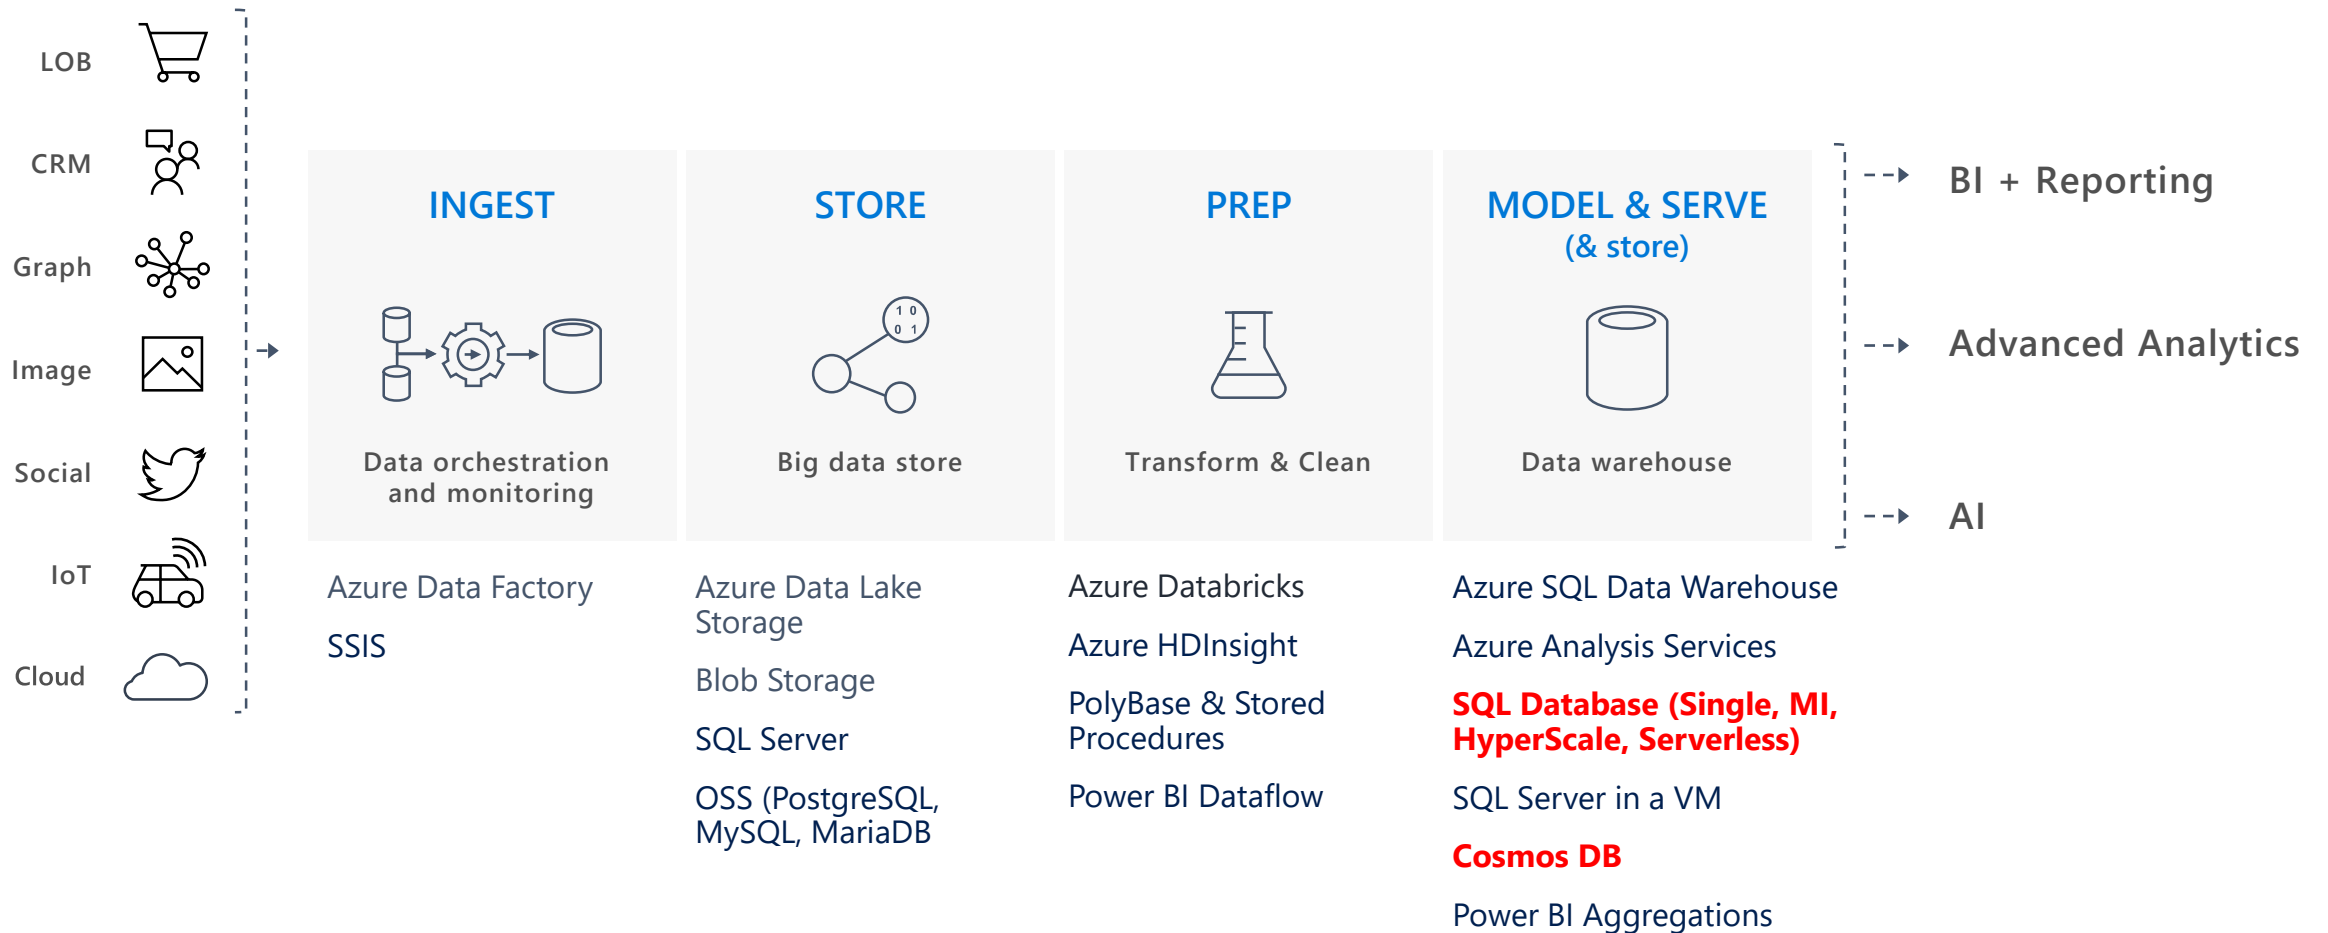 LOB
CRM
Graph
Image
Social
IoT
Cloud
INGEST
Data orchestration
and monitoring
Azure Data Factory
SSIS
STORE
1 0
0 1
Big data store
Azure Data Lake
Storage
Blob Storage
SQL Server
OSS (PostgreSQL,
MySQL, MariaDB
PREP
Transform & Clean
Azure Databricks
Azure HDInsight
PolyBase & Stored
Procedures
Power BI Dataflow
MODEL & SERVE
(& store)
Data warehouse
Azure SQL Data Warehouse
Azure Analysis Services
SQL Database (Single, MI,
HyperScale, Serverless)
SQL Server in a VM
Cosmos DB
Power BI Aggregations
BI + Reporting
Advanced Analytics
AI